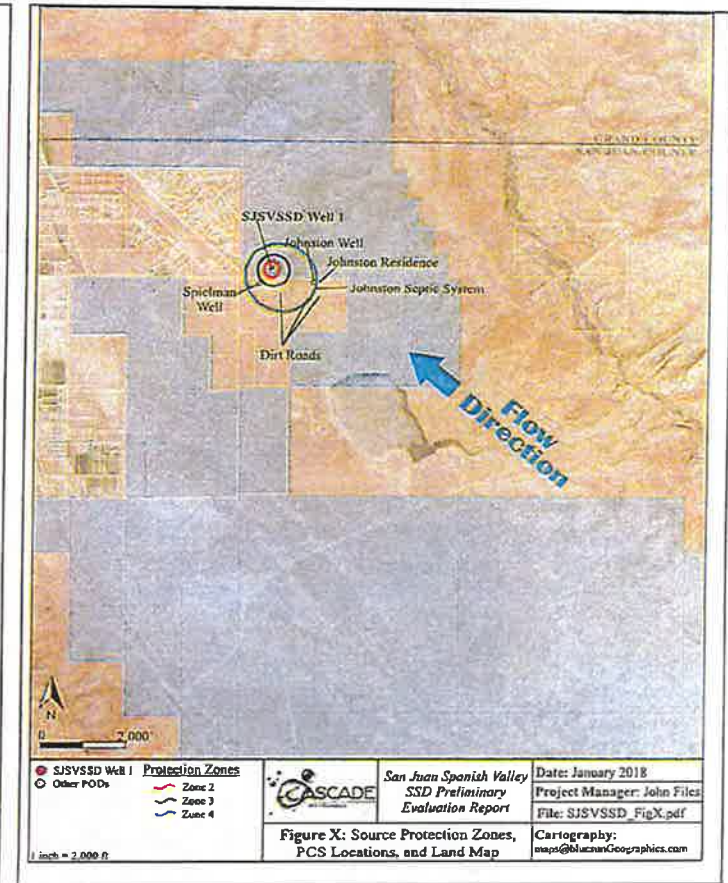 GRAND COUNTY
SAN JUAN COUNTY
SJSVSSD Well 1
Johnston Well
Johnston Residence
Johnston Septic System
Spielman
Well
Dirt Roads
Flow
Direction
N
0
2,000'
SJSVSSD Well 1
Other PODs
Protection Zones
Zone 2
Zone 3
Zone 4
1 inch = 2,000 ft
CASCADE
San Juan Spanish Valley
SSD Preliminary
Evaluation Report
Figure X: Source Protection Zones,
PCS Locations, and Land Map
Date: January 2018
Project Manager: John Files
File: SJSVSSD_FigX.pdf
Cartography:
maps@bluesunGeographics.com